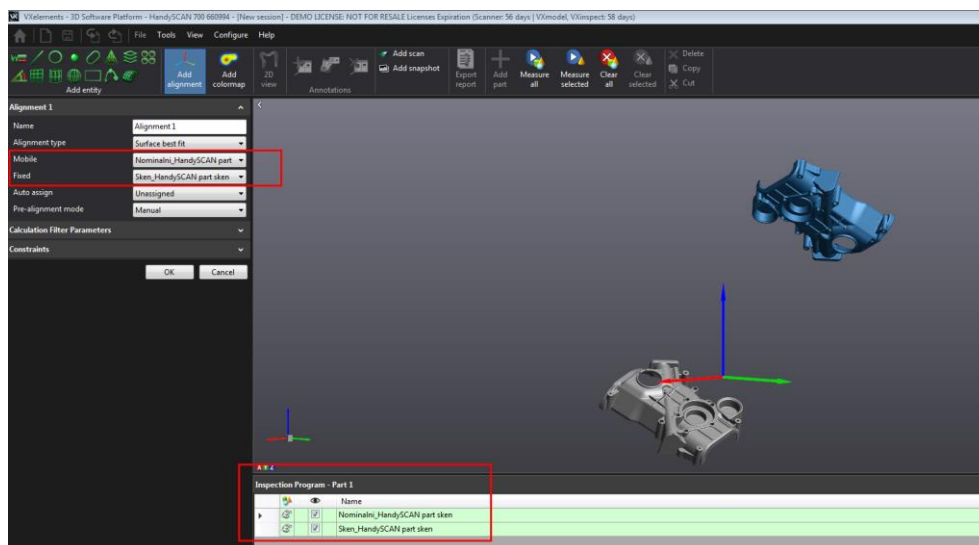 VXelements - 3D Software Platform - HandySCAN 700 660994 - [New session] - DEMO LICENSE: NOT FOR RESALE Licenses Expiration (Scanner: 56 days | VXmodel, VXinspect: 58 days)
File Tools View Configure Help
Add entity
Add alignment
Add colormap
2D view
Annotations
Add scan
Add snapshot
Export report
Add part
Measure all
Measure selected
Clear all
Clear selected
Delete
Copy
Cut
Alignment 1
Name Alignment 1
Alignment type Surface best fit
Mobile Nominalni_HandySCAN part
Fixed Sken_HandySCAN part sken
Auto assign Unassigned
Pre-alignment mode Manual
Calculation Filter Parameters
Constraints
OK Cancel
X Y Z
Inspection Program - Part 1
Name
Nominalni_HandySCAN part sken
Sken_HandySCAN part sken